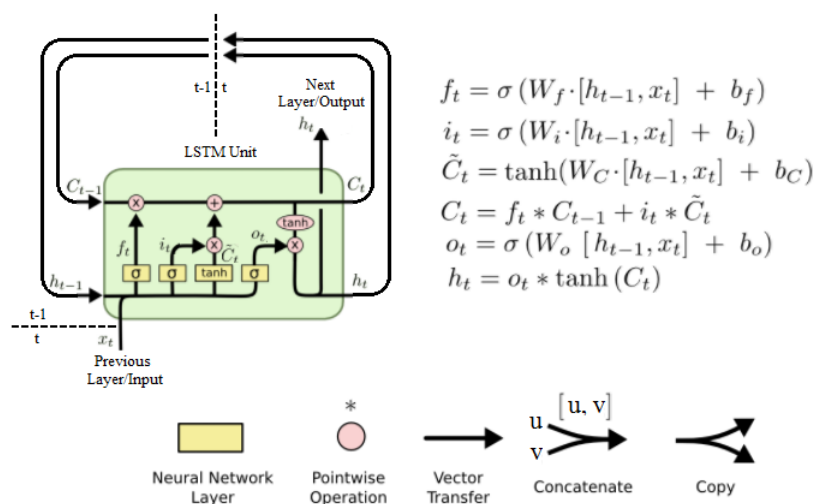 t-1 t
Next
Layer/Output
h_t
LSTM Unit
C_{t-1}
C_t
x
+
tanh
f_t
i_t
x
C̃_t
o_t
x
σ
σ
tanh
σ
h_{t-1}
h_t
t-1
t
x_t
Previous
Layer/Input
f_t = σ (W_f·[h_{t-1}, x_t] + b_f)
i_t = σ (W_i·[h_{t-1}, x_t] + b_i)
C̃_t = tanh(W_C·[h_{t-1}, x_t] + b_C)
C_t = f_t * C_{t-1} + i_t * C̃_t
o_t = σ (W_o [h_{t-1}, x_t] + b_o)
h_t = o_t * tanh (C_t)
*
[u, v]
u
v
Neural Network
Layer
Pointwise
Operation
Vector
Transfer
Concatenate
Copy